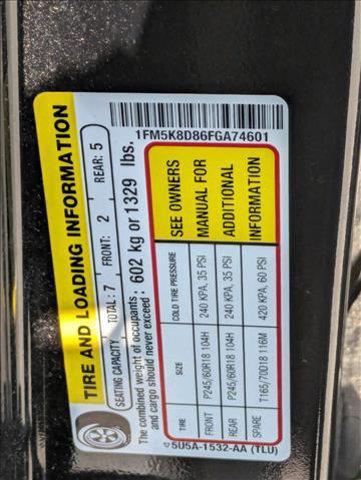 TIRE AND LOADING INFORMATION
SEATING CAPACITY TOTAL: 7 FRONT: 2 REAR: 5
The combined weight of occupants
and cargo should never exceed : 602 kg or 1329 lbs.
TIRE SIZE COLD TIRE PRESSURE
FRONT P245/60R18 104H 240 KPA, 35 PSI
REAR P245/60R18 104H 240 KPA, 35 PSI
SPARE T165/70D18 116M 420 KPA, 60 PSI
SEE OWNERS
MANUAL FOR
ADDITIONAL
INFORMATION
5U5A-1532-AA (TLU)
1FM5K8D86FGA74601